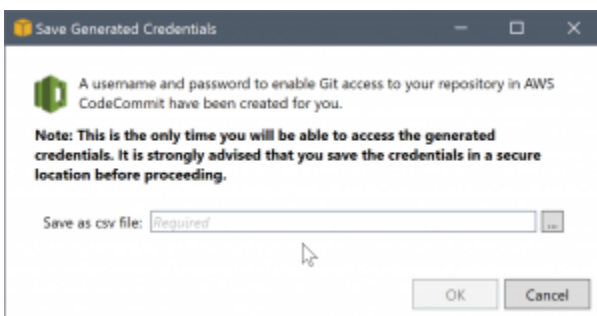 Save Generated Credentials
A username and password to enable Git access to your repository in AWS
CodeCommit have been created for you.
Note: This is the only time you will be able to access the generated
credentials. It is strongly advised that you save the credentials in a secure
location before proceeding.
Save as csv file: Required ...
OK Cancel